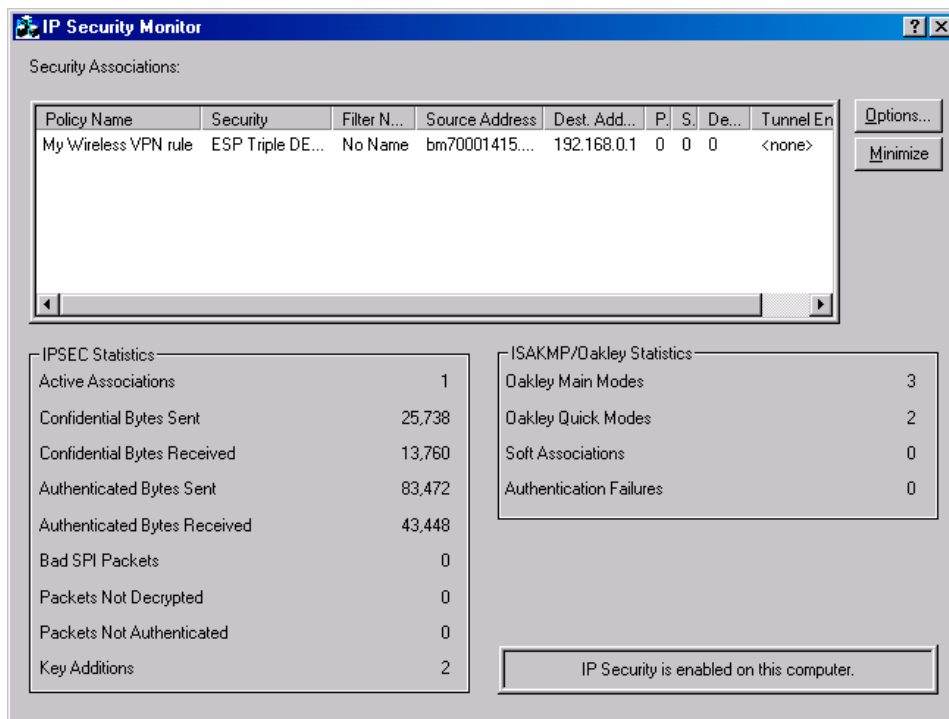 IP Security Monitor
Security Associations:
Policy Name Security Filter N... Source Address Dest. Add... P. S. De... Tunnel En
My Wireless VPN rule ESP Triple DE... No Name bm70001415.... 192.168.0.1 0 0 0 <none>
Options...
Minimize
IPSEC Statistics
Active Associations 1
Confidential Bytes Sent 25,738
Confidential Bytes Received 13,760
Authenticated Bytes Sent 83,472
Authenticated Bytes Received 43,448
Bad SPI Packets 0
Packets Not Decrypted 0
Packets Not Authenticated 0
Key Additions 2
ISAKMP/Oakley Statistics
Oakley Main Modes 3
Oakley Quick Modes 2
Soft Associations 0
Authentication Failures 0
IP Security is enabled on this computer.